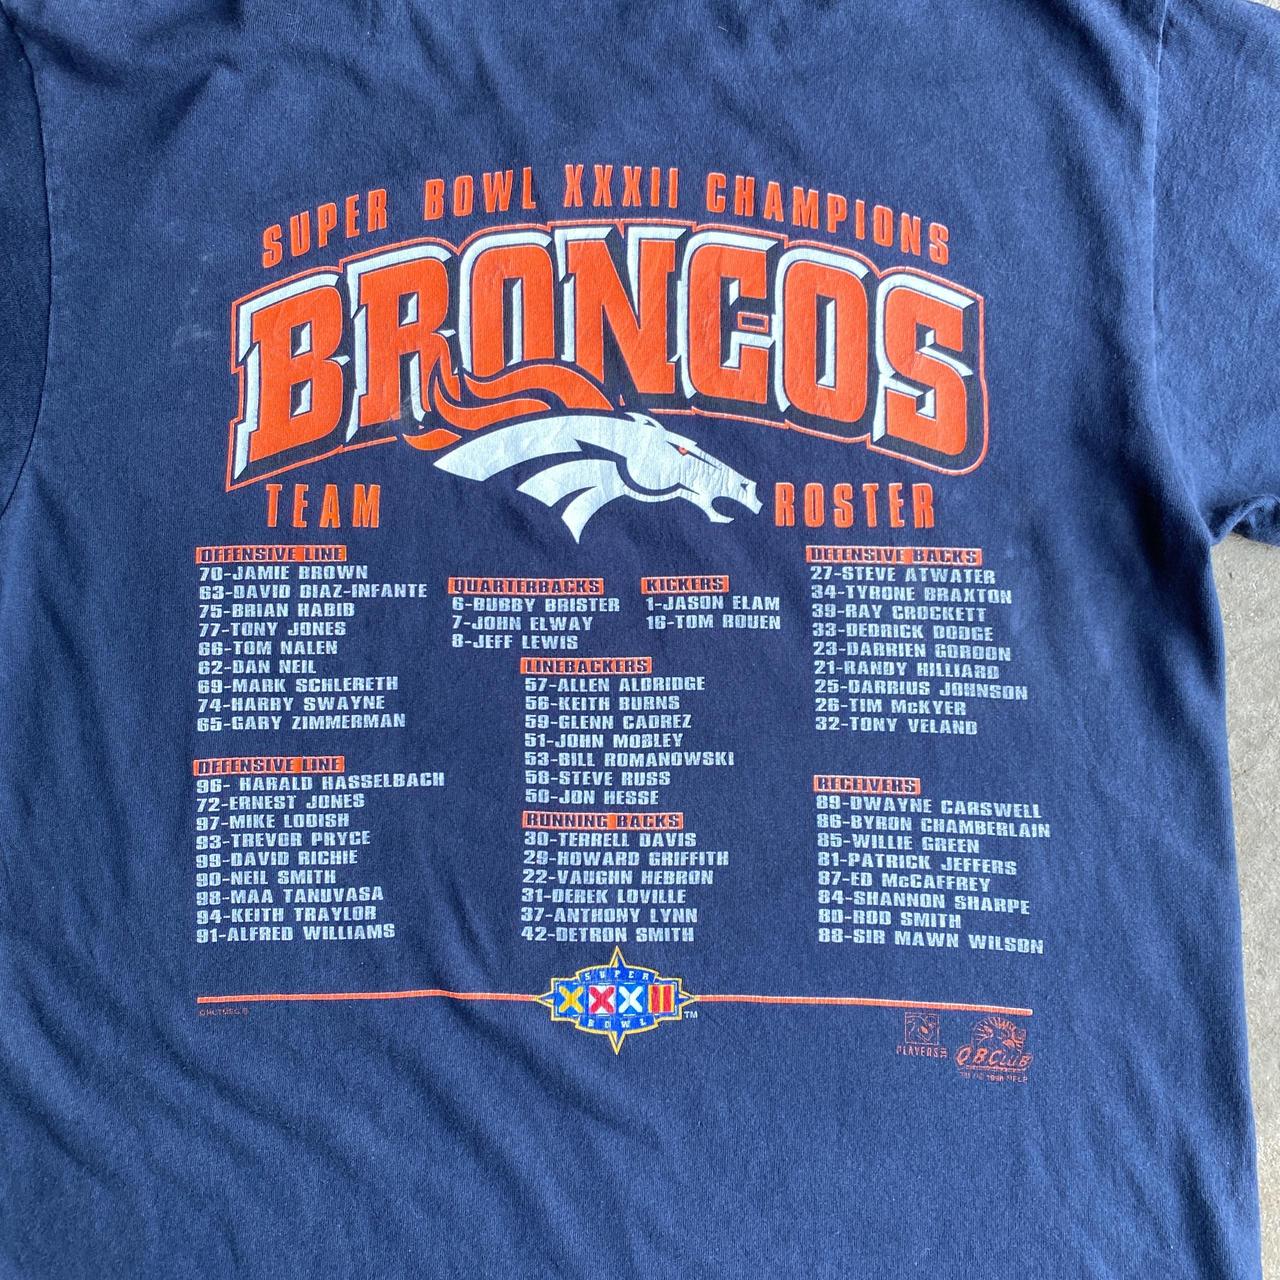 SUPER BOWL XXXII CHAMPIONS
BRONCOS
TEAM ROSTER
OFFENSIVE LINE
70-JAMIE BROWN
63-DAVID DIAZ-INFANTE
75-BRIAN HABIB
77-TONY JONES
66-TOM NALEN
62-DAN NEIL
69-MARK SCHLERETH
74-HARRY SWAYNE
65-GARY ZIMMERMAN
OFFENSIVE LINE
96- HARALD HASSELBACH
72-ERNEST JONES
97-MIKE LODISH
93-TREVOR PRYCE
99-DAVID RICHIE
90-NEIL SMITH
98-MAA TANUVASA
94-KEITH TRAYLOR
91-ALFRED WILLIAMS
QUARTERBACKS
6-BUBBY BRISTER
7-JOHN ELWAY
8-JEFF LEWIS
KICKERS
1-JASON ELAM
16-TOM ROUEN
LINEBACKERS
57-ALLEN ALDRIDGE
56-KEITH BURNS
59-GLENN CADREZ
51-JOHN MOBLEY
53-BILL ROMANOWSKI
58-STEVE RUSS
50-JON HESSE
RUNNING BACKS
30-TERRELL DAVIS
29-HOWARD GRIFFITH
22-VAUGHN HEBRON
31-DEREK LOVILLE
37-ANTHONY LYNN
42-DETRON SMITH
DEFENSIVE BACKS
27-STEVE ATWATER
34-TYRONE BRAXTON
39-RAY CROCKETT
33-DEDRICK DODGE
23-DARRIEN GORDON
21-RANDY HILLIARD
25-DARRIUS JOHNSON
26-TIM McKYER
32-TONY VELAND
RECEIVERS
89-DWAYNE CARSWELL
86-BYRON CHAMBERLAIN
85-WILLIE GREEN
81-PATRICK JEFFERS
87-ED McCAFFREY
84-SHANNON SHARPE
80-ROD SMITH
88-SIR MAWN WILSON
SUPER
XXXII
BOWL
TM
PLAYERS
QB CLUB